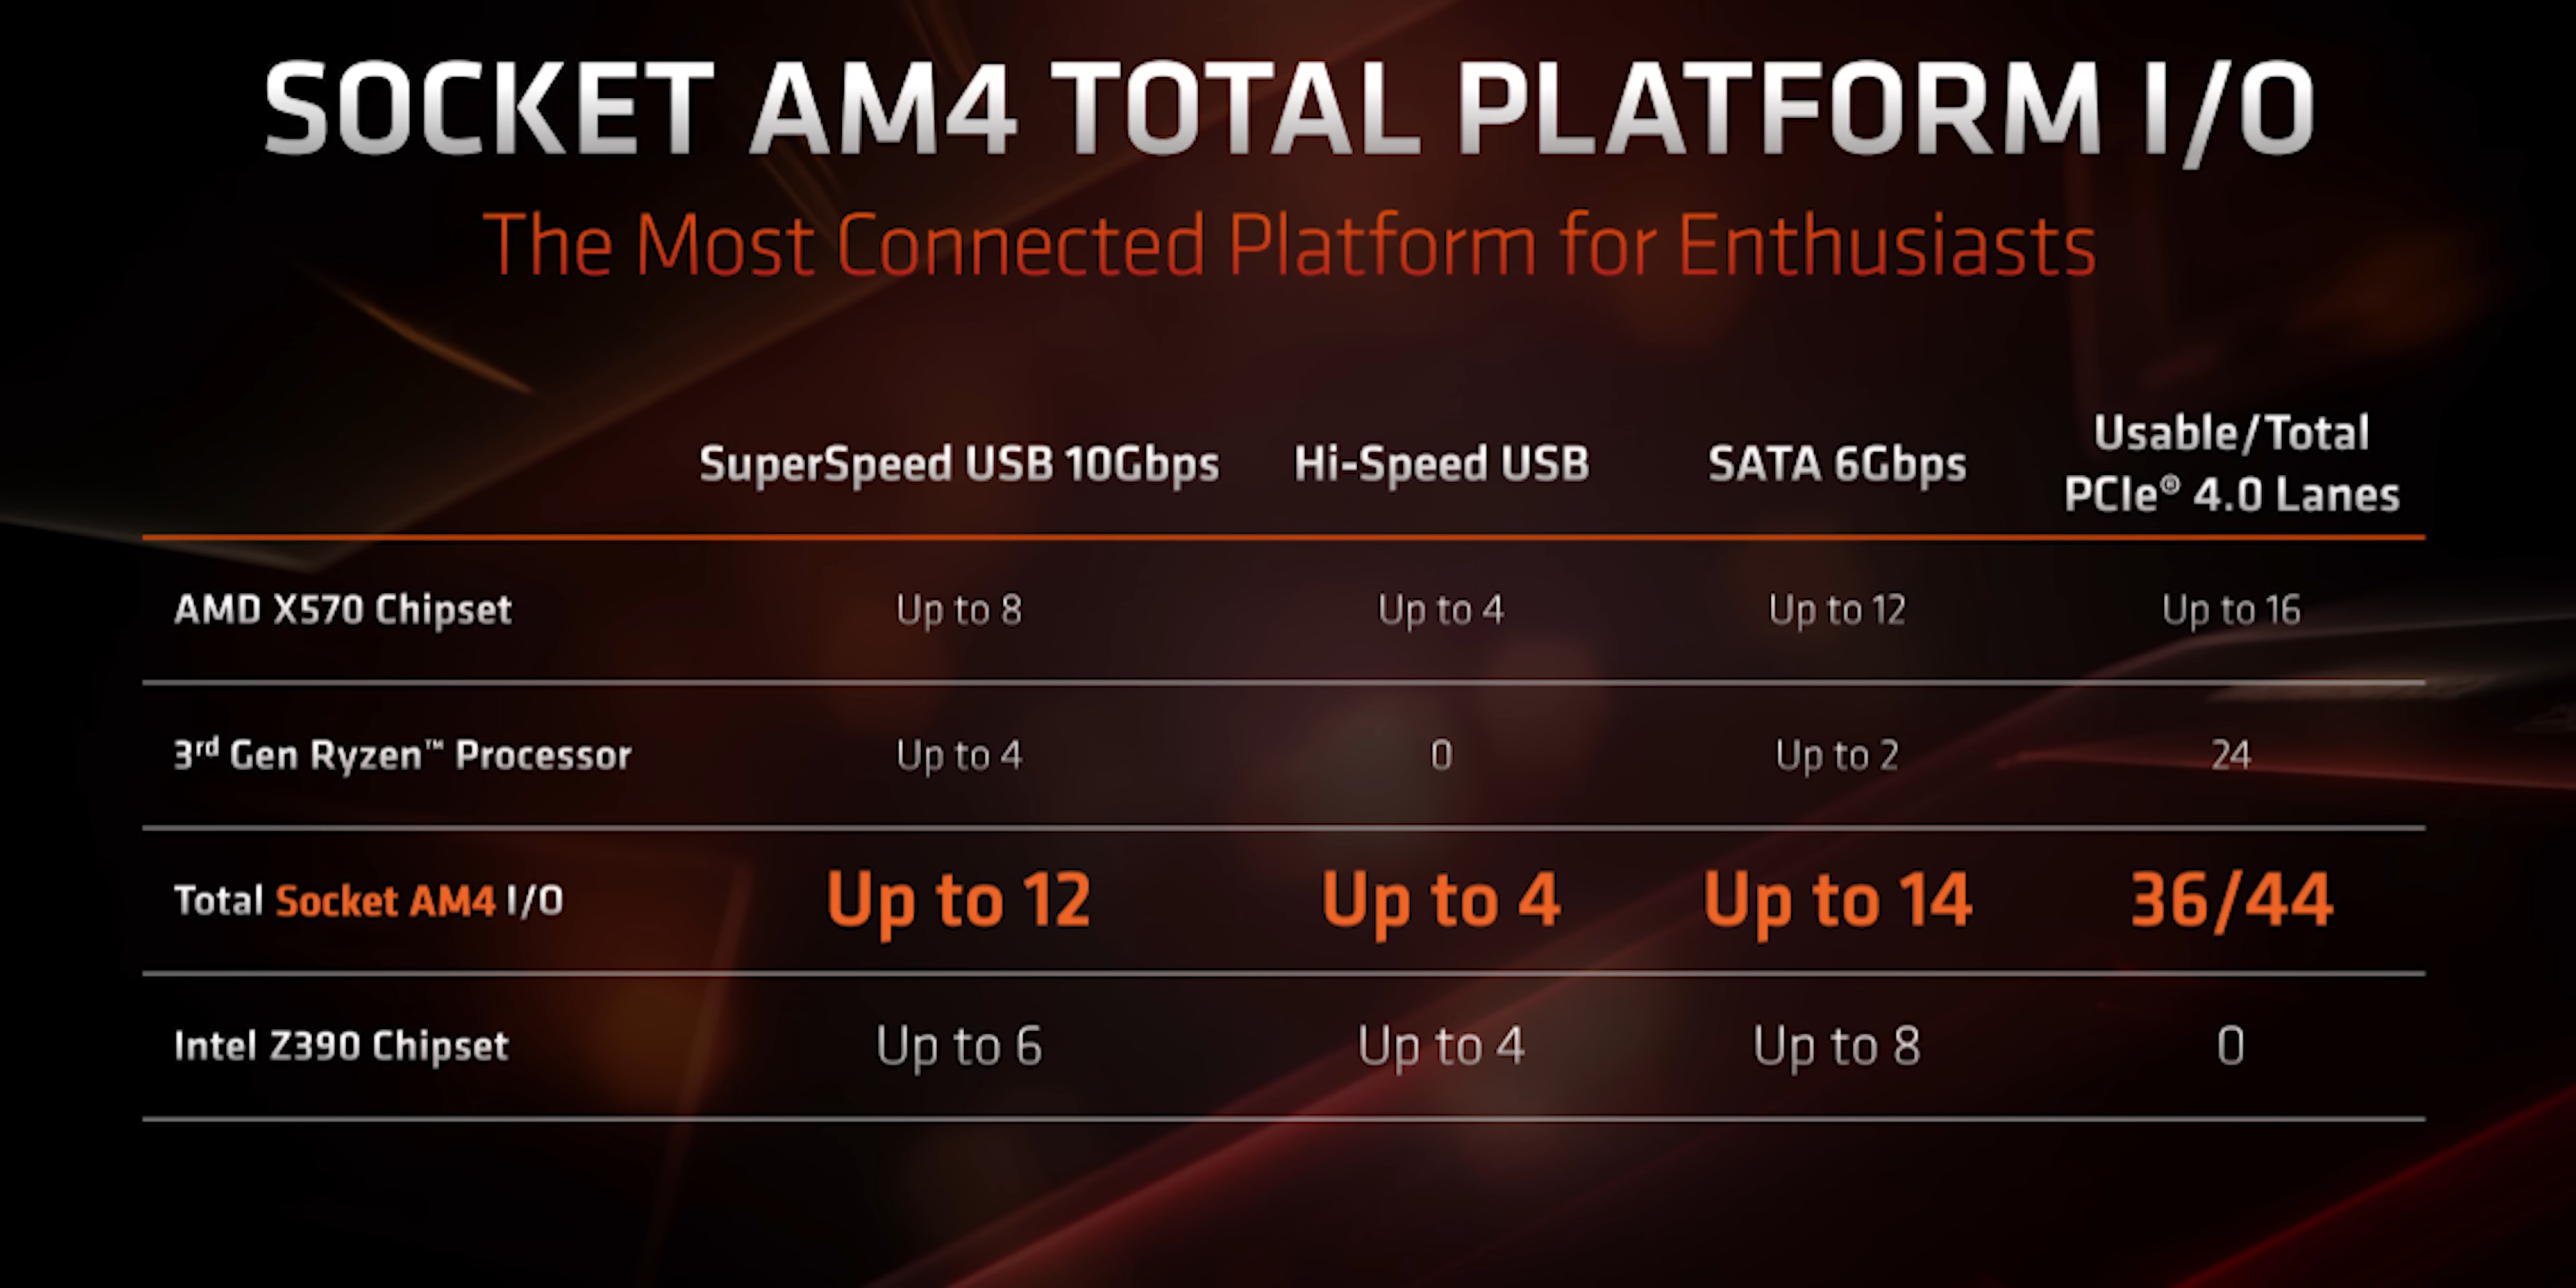 SOCKET AM4 TOTAL PLATFORM I/O
The Most Connected Platform for Enthusiasts
SuperSpeed USB 10Gbps Hi-Speed USB SATA 6Gbps Usable/Total
PCIe® 4.0 Lanes
AMD X570 Chipset Up to 8 Up to 4 Up to 12 Up to 16
3rd Gen Ryzen™ Processor Up to 4 0 Up to 2 24
Total Socket AM4 I/O Up to 12 Up to 4 Up to 14 36/44
Intel Z390 Chipset Up to 6 Up to 4 Up to 8 0